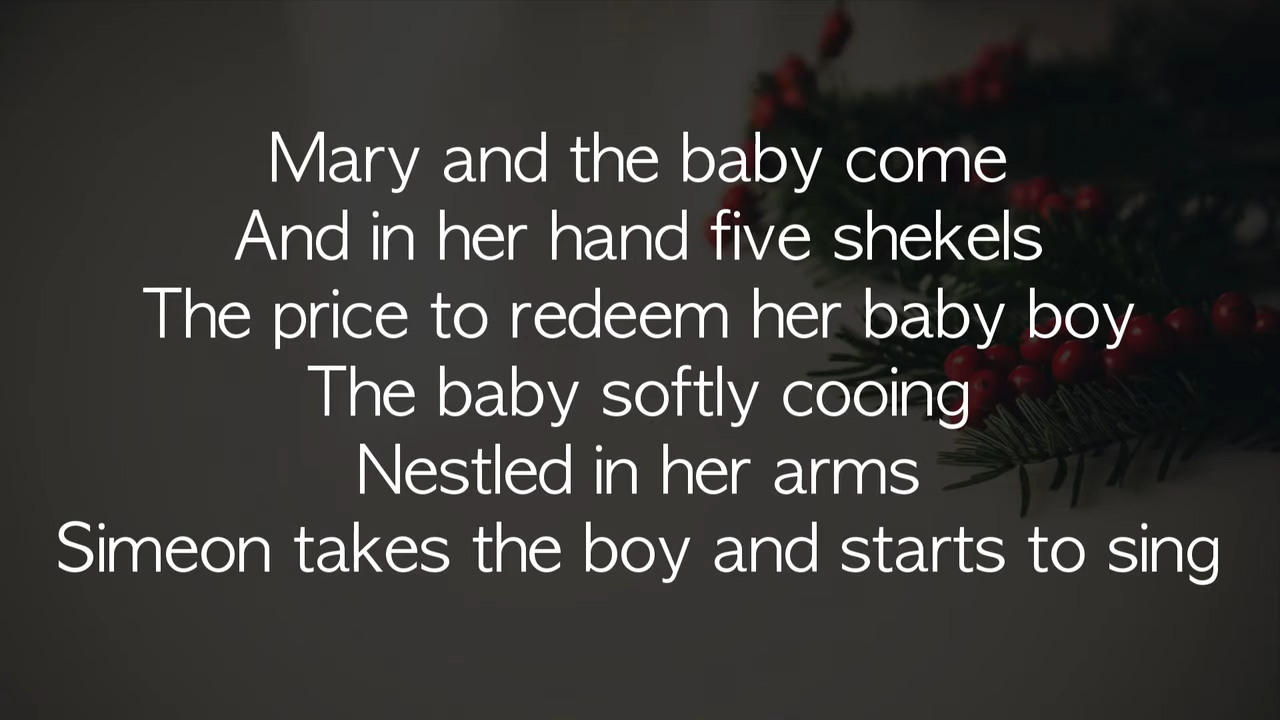 Mary and the baby come
And in her hand five shekels
The price to redeem her baby boy
The baby softly cooing
Nestled in her arms
Simeon takes the boy and starts to sing